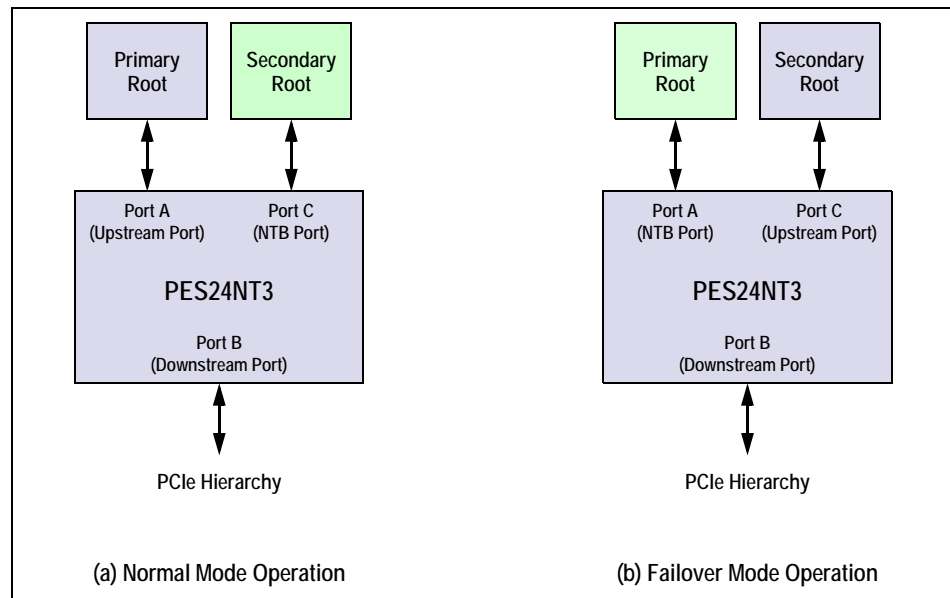 Primary
Root
Secondary
Root
Port A
(Upstream Port)
Port C
(NTB Port)
PES24NT3
Port B
(Downstream Port)
PCIe Hierarchy
(a) Normal Mode Operation
Primary
Root
Secondary
Root
Port A
(NTB Port)
Port C
(Upstream Port)
PES24NT3
Port B
(Downstream Port)
PCIe Hierarchy
(b) Failover Mode Operation